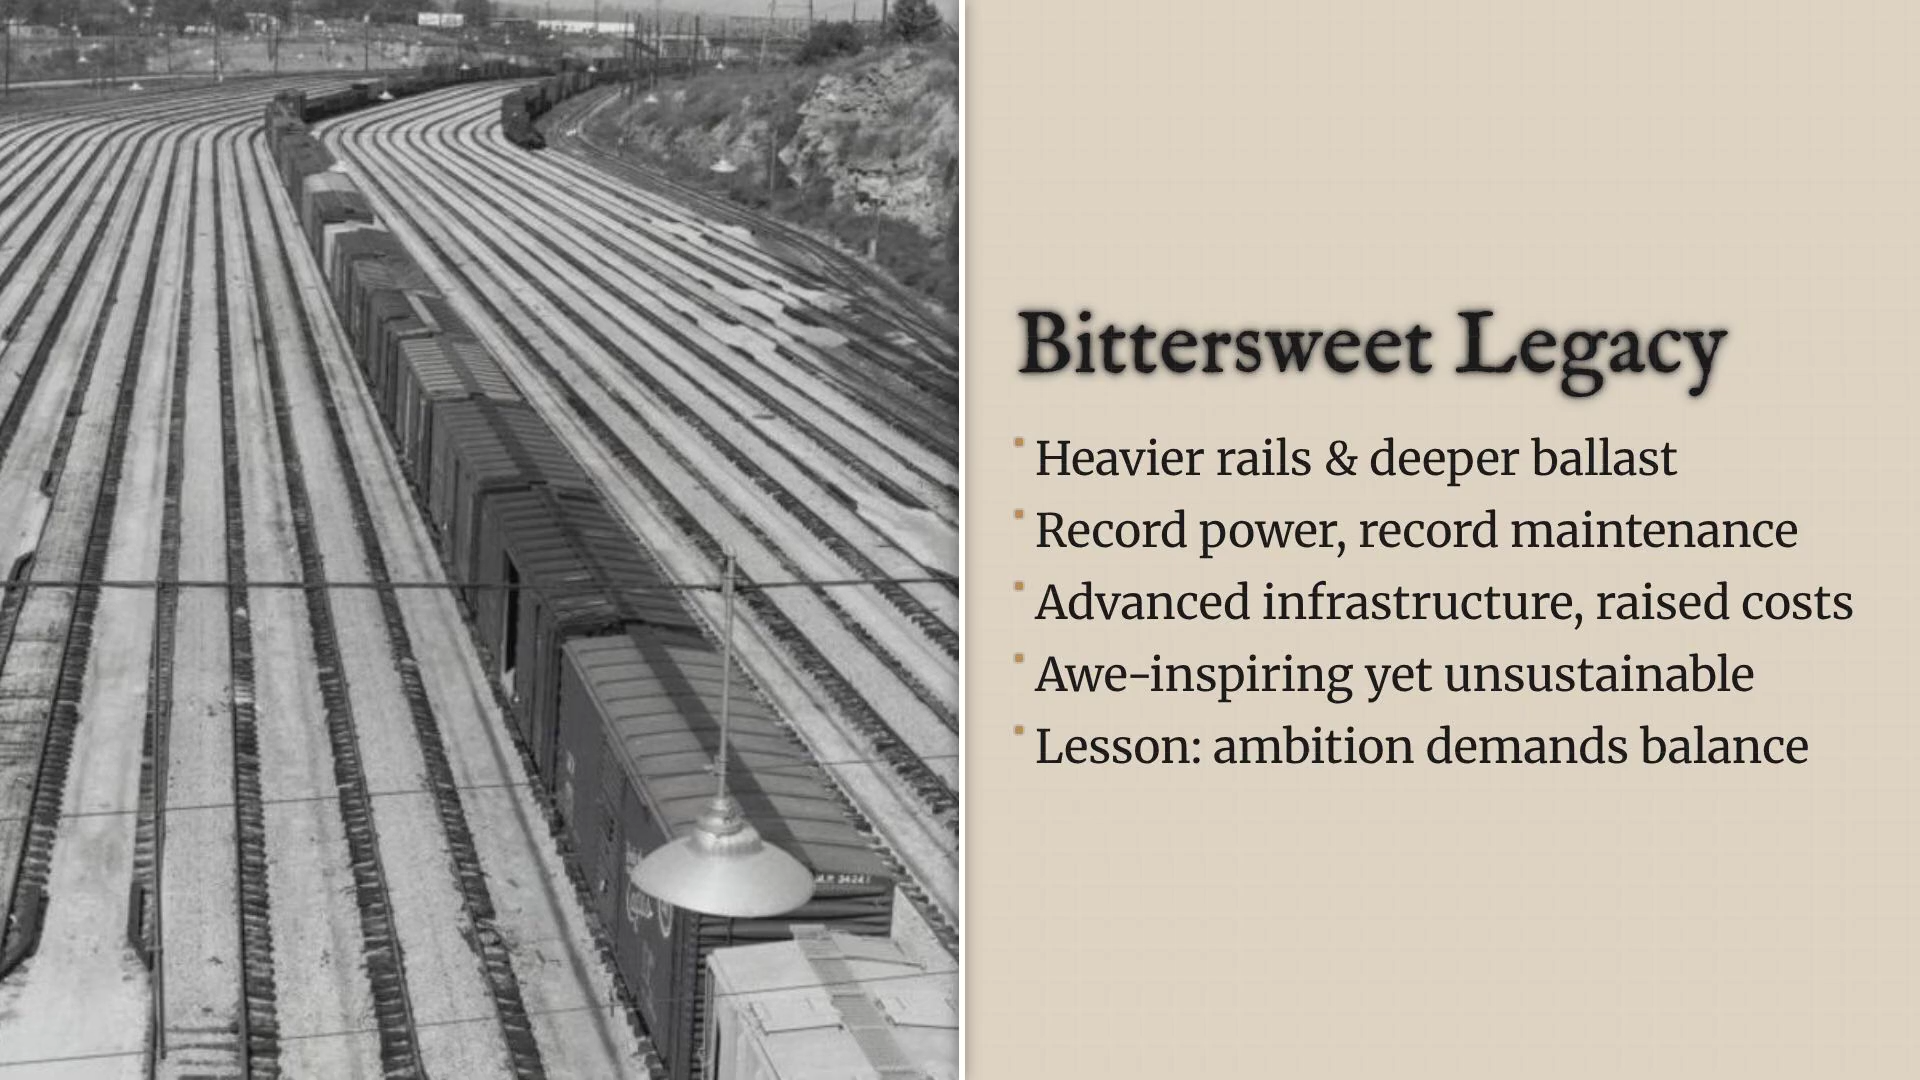 Bittersweet Legacy
Heavier rails & deeper ballast
Record power, record maintenance
Advanced infrastructure, raised costs
Awe-inspiring yet unsustainable
Lesson: ambition demands balance